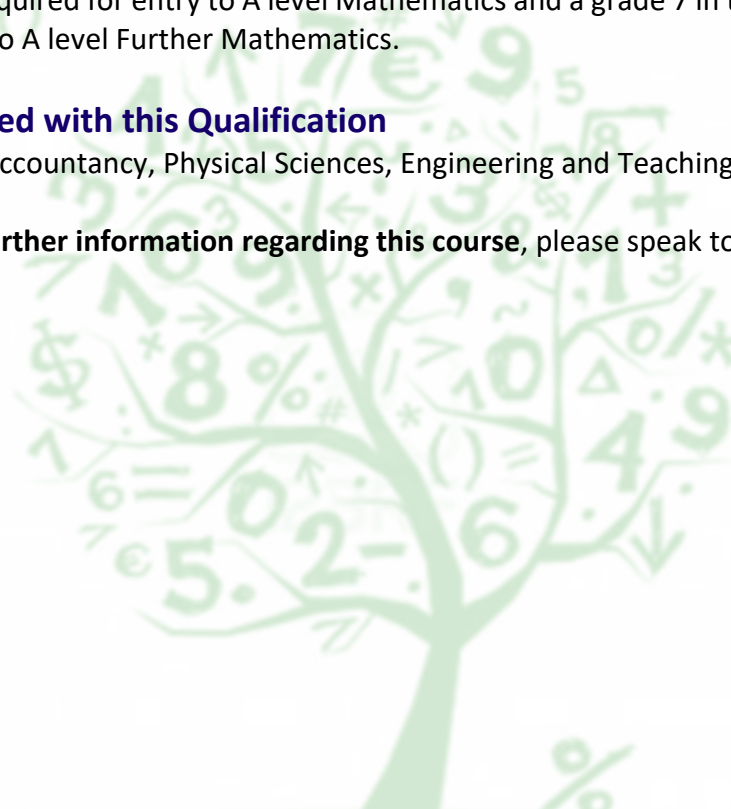 quired for entry to A level Mathematics and a grade 7 in t
o A level Further Mathematics.
ed with this Qualification
ccountancy, Physical Sciences, Engineering and Teaching
rther information regarding this course, please speak to